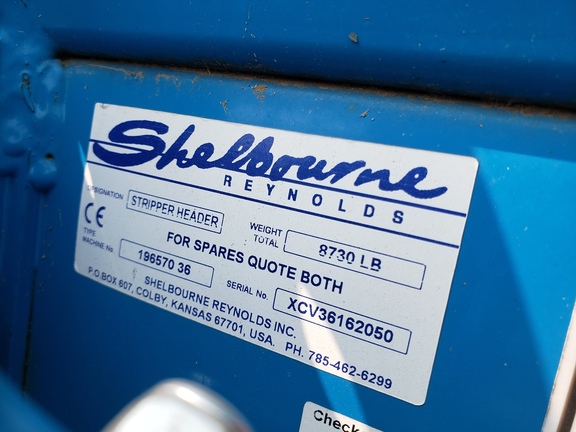 Shelbourne
REYNOLDS
DESIGNATION STRIPPER HEADER
CE WEIGHT TOTAL 8730 LB
FOR SPARES QUOTE BOTH
TYPE MACHINE No 196570 36 SERIAL No. XCV36162050
SHELBOURNE REYNOLDS INC.
P.O.BOX 607, COLBY, KANSAS 67701, USA. PH. 785-462-6299
Check